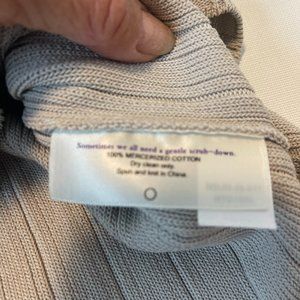 Sometimes we all need a gentle scrub-down.
100% MERCERIZED COTTON
Dry clean only.
Spun and knit in China